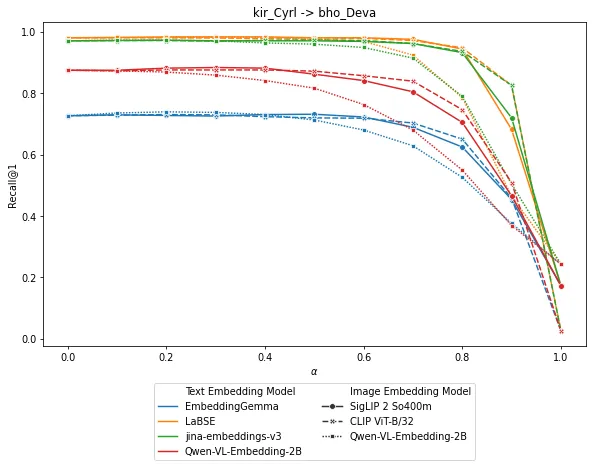 kir_Cyrl -> bho_Deva
1.0
0.8
0.6
0.4
0.2
0.0
Recall@1
0.0 0.2 0.4 0.6 0.8 1.0
α
Text Embedding Model
EmbeddingGemma
LaBSE
jina-embeddings-v3
Qwen-VL-Embedding-2B
Image Embedding Model
SigLIP 2 So400m
CLIP ViT-B/32
Qwen-VL-Embedding-2B